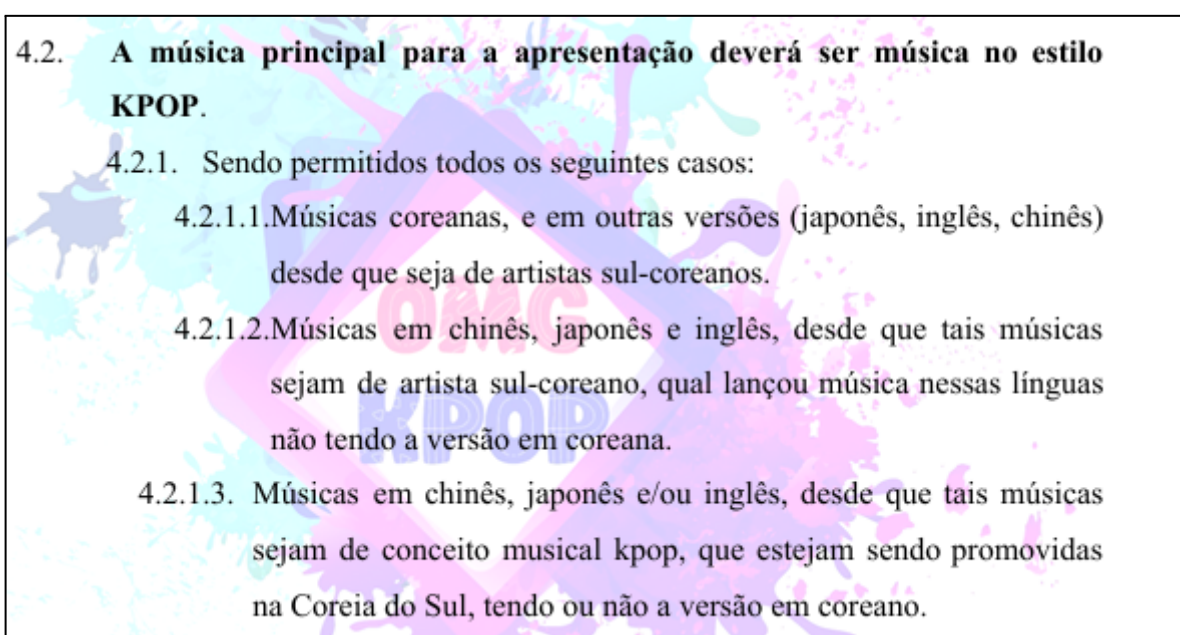 4.2. A música principal para a apresentação deverá ser música no estilo
KPOP.
4.2.1. Sendo permitidos todos os seguintes casos:
4.2.1.1.Músicas coreanas, e em outras versões (japonês, inglês, chinês)
desde que seja de artistas sul-coreanos.
4.2.1.2.Músicas em chinês, japonês e inglês, desde que tais músicas
sejam de artista sul-coreano, qual lançou música nessas línguas
não tendo a versão em coreana.
4.2.1.3. Músicas em chinês, japonês e/ou inglês, desde que tais músicas
sejam de conceito musical kpop, que estejam sendo promovidas
na Coreia do Sul, tendo ou não a versão em coreano.
OMG
KPOP